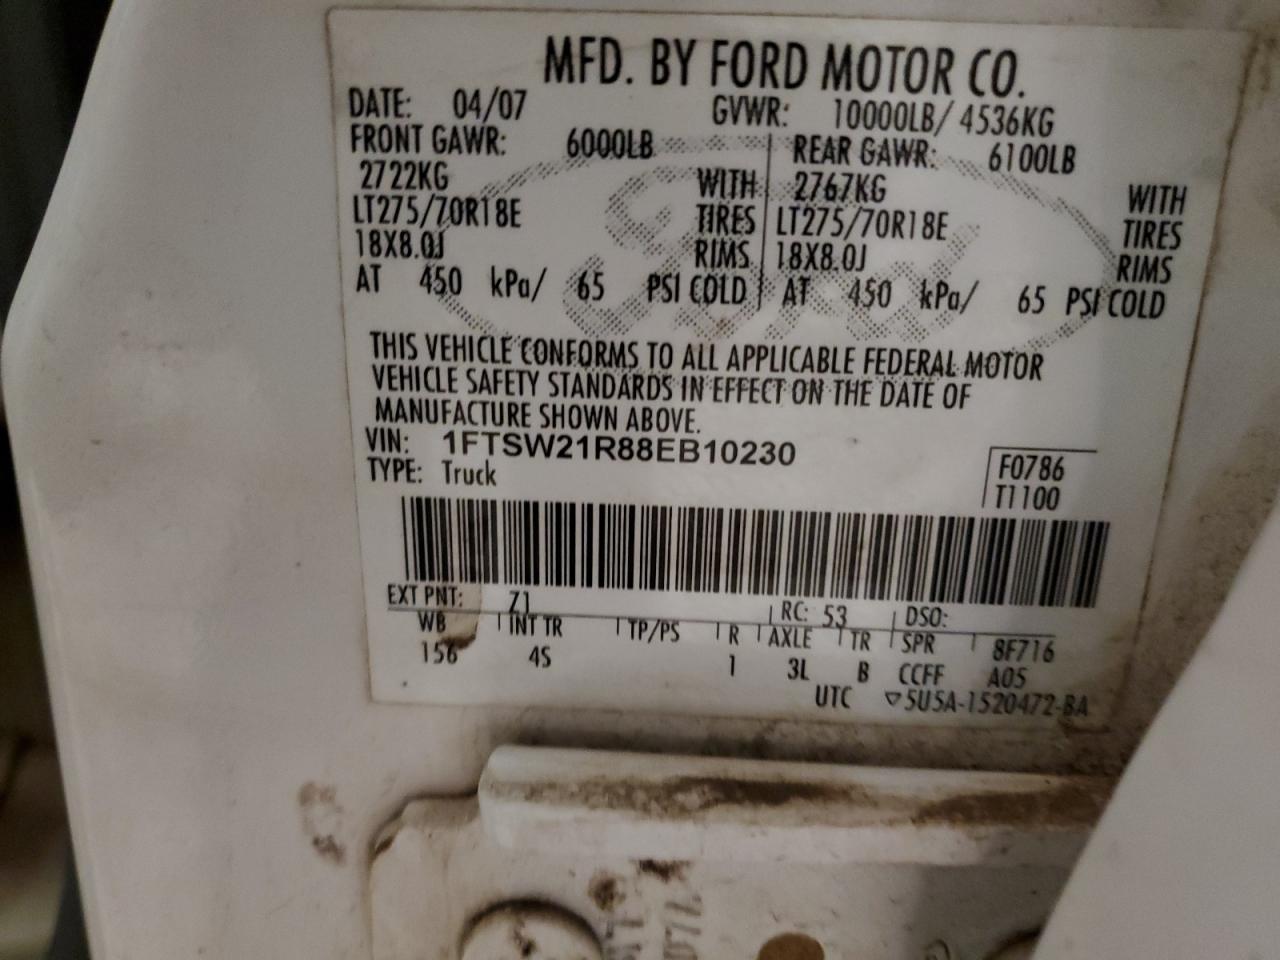 MFD. BY FORD MOTOR CO.
DATE: 04/07 GVWR: 10000LB/ 4536KG
FRONT GAWR: 6000LB REAR GAWR: 6100LB
2722KG WITH 2767KG WITH
LT275/70R18E TIRES LT275/70R18E TIRES
18X8.0J RIMS 18X8.0J RIMS
AT 450 kPa/ 65 PSI COLD AT 450 kPa/ 65 PSI COLD
Ford
THIS VEHICLE CONFORMS TO ALL APPLICABLE FEDERAL MOTOR
VEHICLE SAFETY STANDARDS IN EFFECT ON THE DATE OF
MANUFACTURE SHOWN ABOVE.
VIN: 1FTSW21R88EB10230
TYPE: Truck
F0786
T1100
EXT PNT: Z1 RC: 53 DSO:
WB INT TR TP/PS R AXLE TR SPR 8F716
156 4S 1 3L B CCFF A05
UTC ▽5U5A-1520472-BA